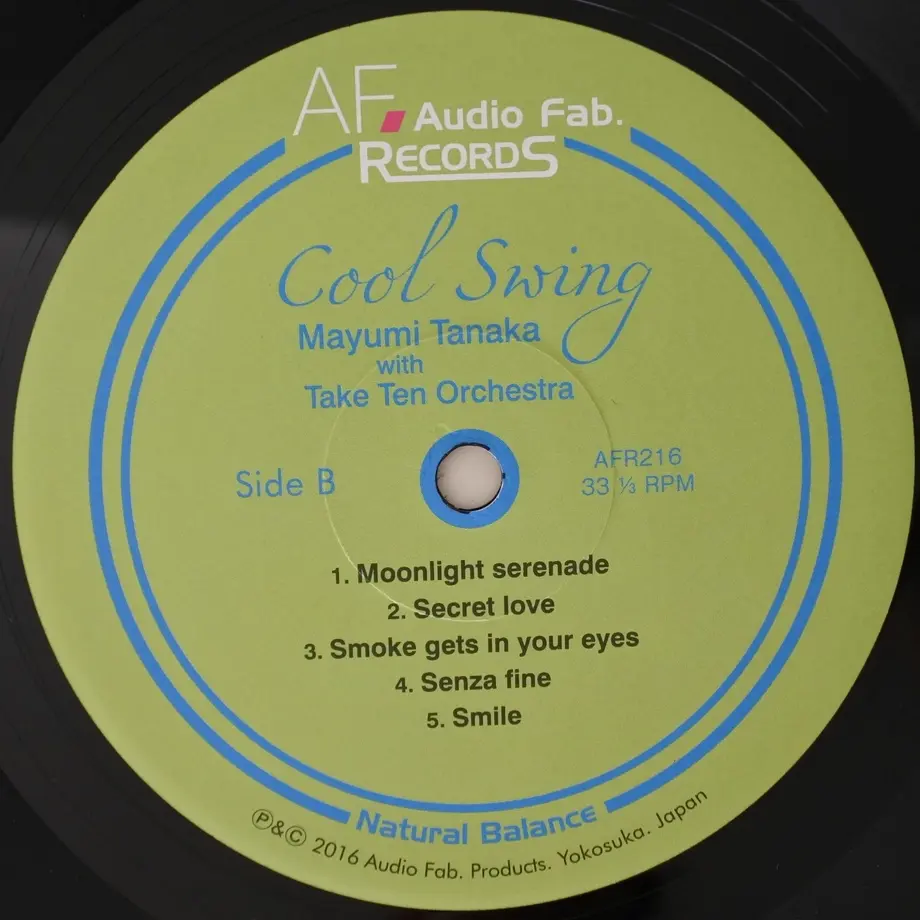 AF. Audio Fab.
RECORDS
Cool Swing
Mayumi Tanaka
with
Take Ten Orchestra
Side B
AFR216
33 ⅓ RPM
1. Moonlight serenade
2. Secret love
3. Smoke gets in your eyes
4. Senza fine
5. Smile
Natural Balance
Ⓟ&Ⓒ 2016 Audio Fab. Products. Yokosuka. Japan